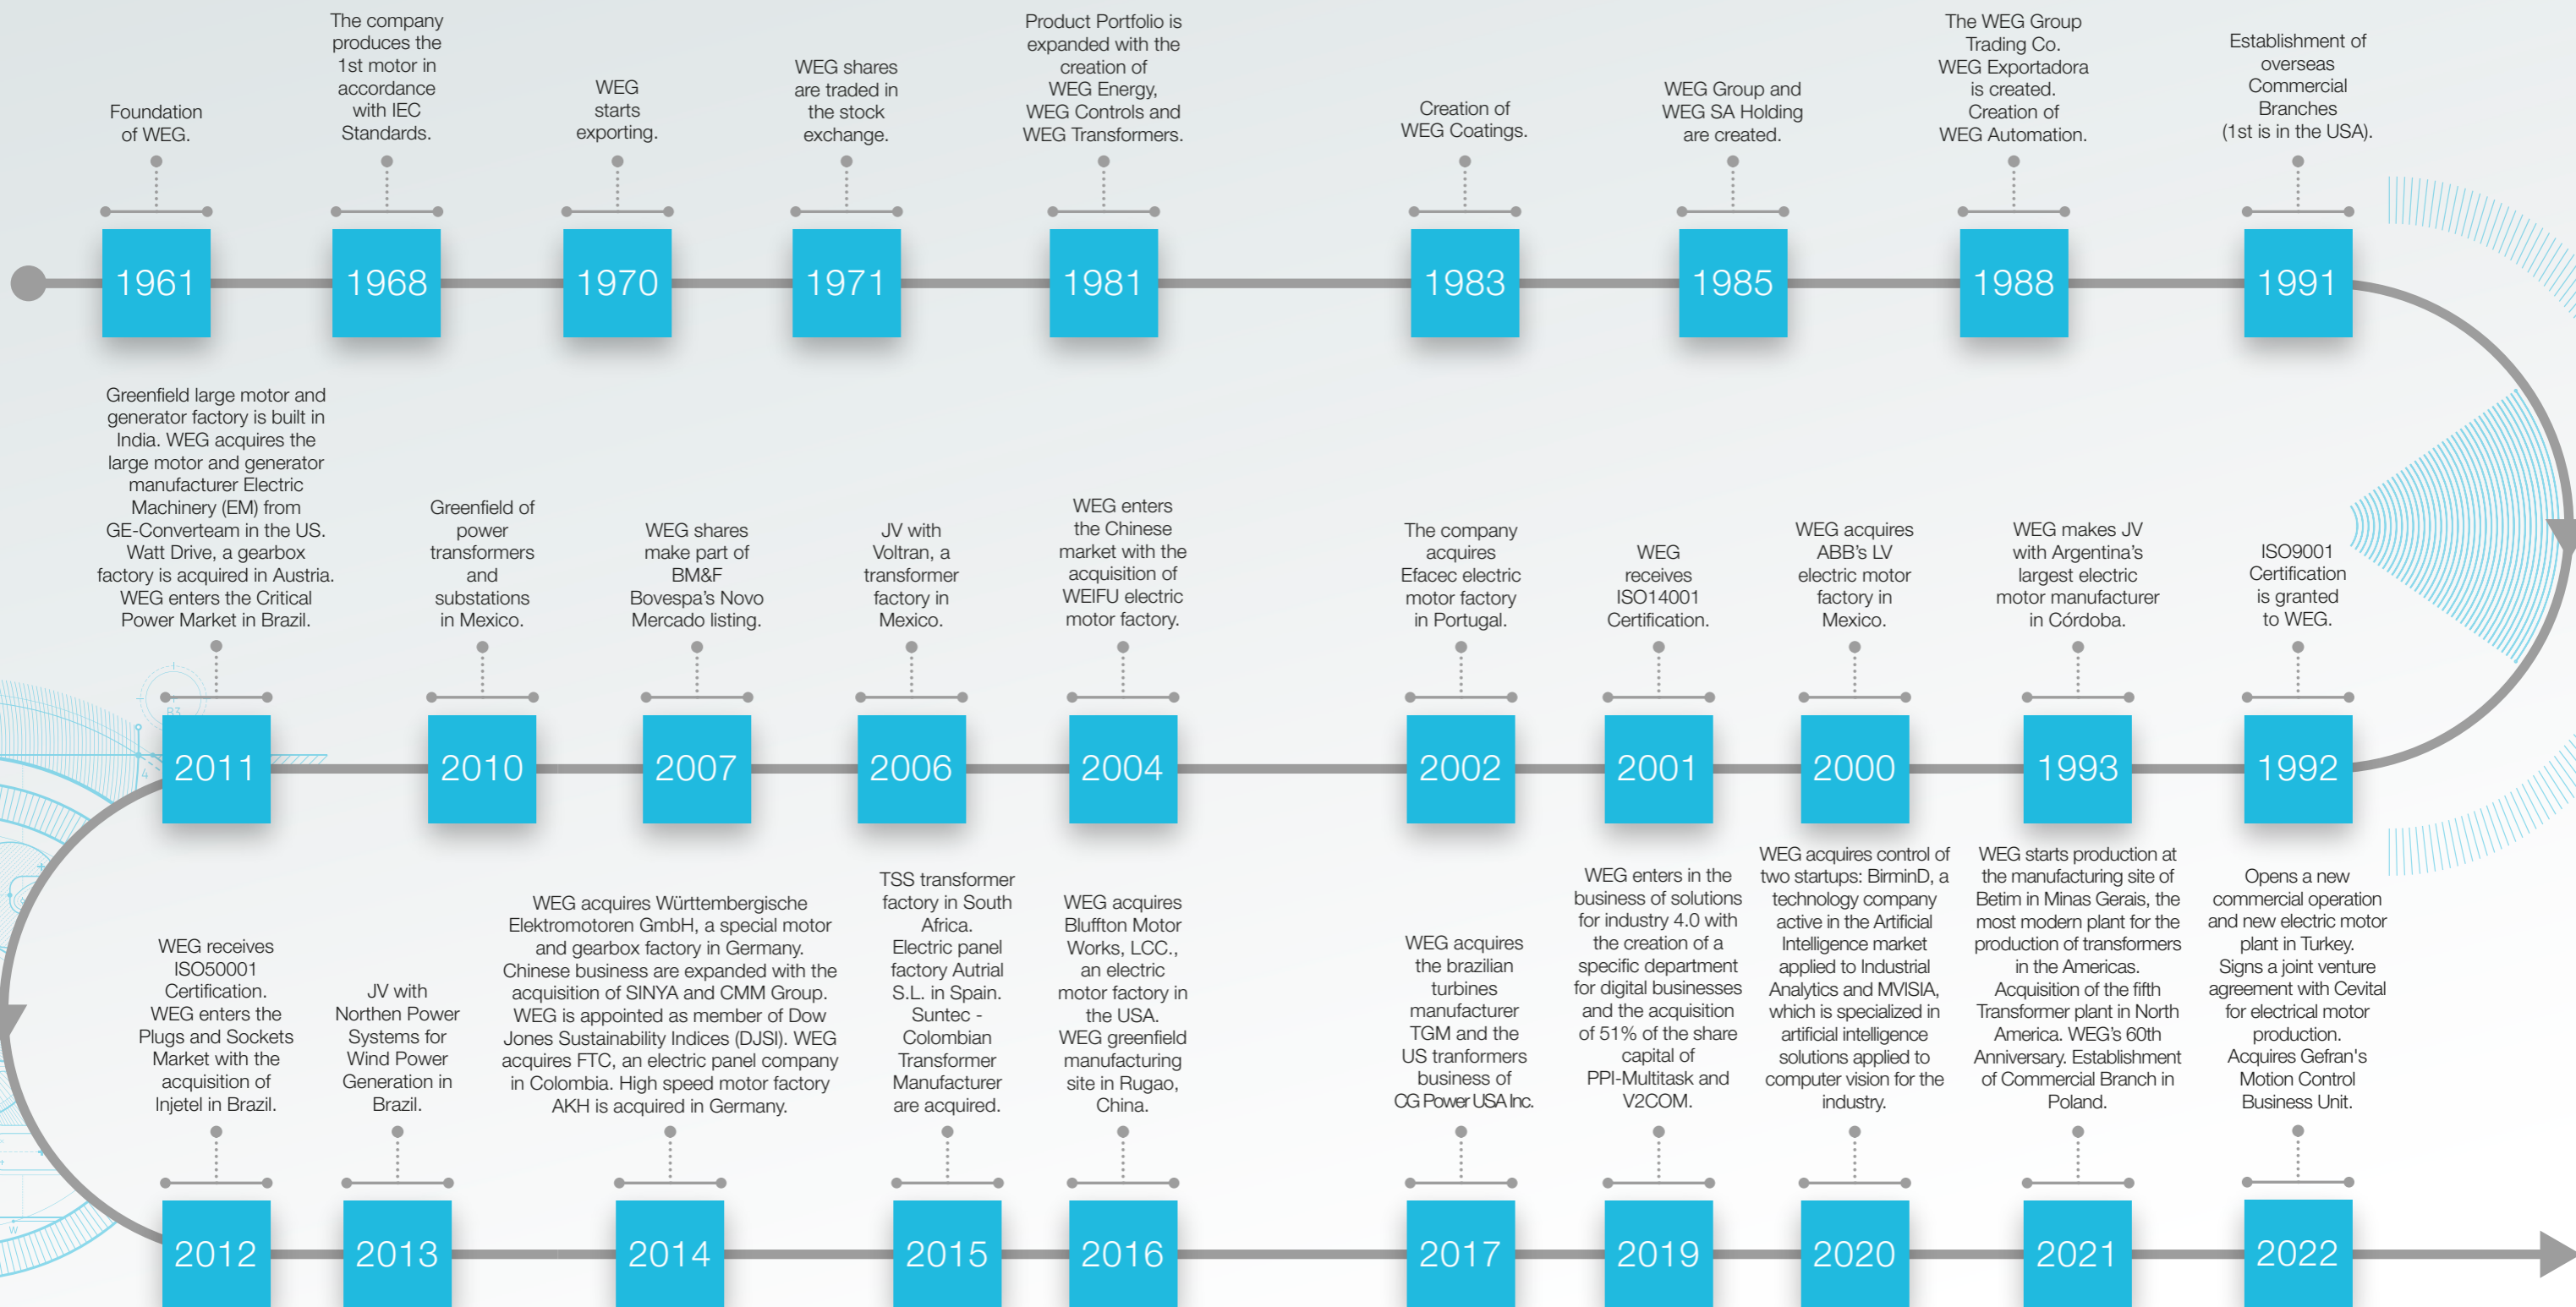 Foundation
of WEG.
1961
The company
produces the
1st motor in
accordance
with IEC
Standards.
1968
WEG
starts
exporting.
1970
WEG shares
are traded in
the stock
exchange.
1971
Product Portfolio is
expanded with the
creation of
WEG Energy,
WEG Controls and
WEG Transformers.
1981
Creation of
WEG Coatings.
1983
WEG Group and
WEG SA Holding
are created.
1985
The WEG Group
Trading Co.
WEG Exportadora
is created.
Creation of
WEG Automation.
1988
Establishment of
overseas
Commercial
Branches
(1st is in the USA).
1991
ISO9001
Certification
is granted
to WEG.
1992
WEG makes JV
with Argentina's
largest electric
motor manufacturer
in Córdoba.
1993
WEG acquires
ABB's LV
electric motor
factory in
Mexico.
2000
WEG
receives
ISO14001
Certification.
2001
The company
acquires
Efacec electric
motor factory
in Portugal.
2002
WEG enters
the Chinese
market with the
acquisition of
WEIFU electric
motor factory.
2004
JV with
Voltran, a
transformer
factory in
Mexico.
2006
WEG shares
make part of
BM&F
Bovespa's Novo
Mercado listing.
2007
Greenfield of
power
transformers
and
substations
in Mexico.
2010
Greenfield large motor and
generator factory is built in
India. WEG acquires the
large motor and generator
manufacturer Electric
Machinery (EM) from
GE-Converteam in the US.
Watt Drive, a gearbox
factory is acquired in Austria.
WEG enters the Critical
Power Market in Brazil.
2011
B3
4
WEG receives
ISO50001
Certification.
WEG enters the
Plugs and Sockets
Market with the
acquisition of
Injetel in Brazil.
2012
W
JV with
Northen Power
Systems for
Wind Power
Generation in
Brazil.
2013
WEG acquires Württembergische
Elektromotoren GmbH, a special motor
and gearbox factory in Germany.
Chinese business are expanded with the
acquisition of SINYA and CMM Group.
WEG is appointed as member of Dow
Jones Sustainability Indices (DJSI). WEG
acquires FTC, an electric panel company
in Colombia. High speed motor factory
AKH is acquired in Germany.
2014
TSS transformer
factory in South
Africa.
Electric panel
factory Autrial
S.L. in Spain.
Suntec -
Colombian
Transformer
Manufacturer
are acquired.
2015
WEG acquires
Bluffton Motor
Works, LCC.,
an electric
motor factory in
the USA.
WEG greenfield
manufacturing
site in Rugao,
China.
2016
WEG acquires
the brazilian
turbines
manufacturer
TGM and the
US tranformers
business of
CG Power USA Inc.
2017
WEG enters in the
business of solutions
for industry 4.0 with
the creation of a
specific department
for digital businesses
and the acquisition
of 51% of the share
capital of
PPI-Multitask and
V2COM.
2019
WEG acquires control of
two startups: BirminD, a
technology company
active in the Artificial
Intelligence market
applied to Industrial
Analytics and MVISIA,
which is specialized in
artificial intelligence
solutions applied to
computer vision for the
industry.
2020
WEG starts production at
the manufacturing site of
Betim in Minas Gerais, the
most modern plant for the
production of transformers
in the Americas.
Acquisition of the fifth
Transformer plant in North
America. WEG's 60th
Anniversary. Establishment
of Commercial Branch in
Poland.
2021
Opens a new
commercial operation
and new electric motor
plant in Turkey.
Signs a joint venture
agreement with Cevital
for electrical motor
production.
Acquires Gefran's
Motion Control
Business Unit.
2022